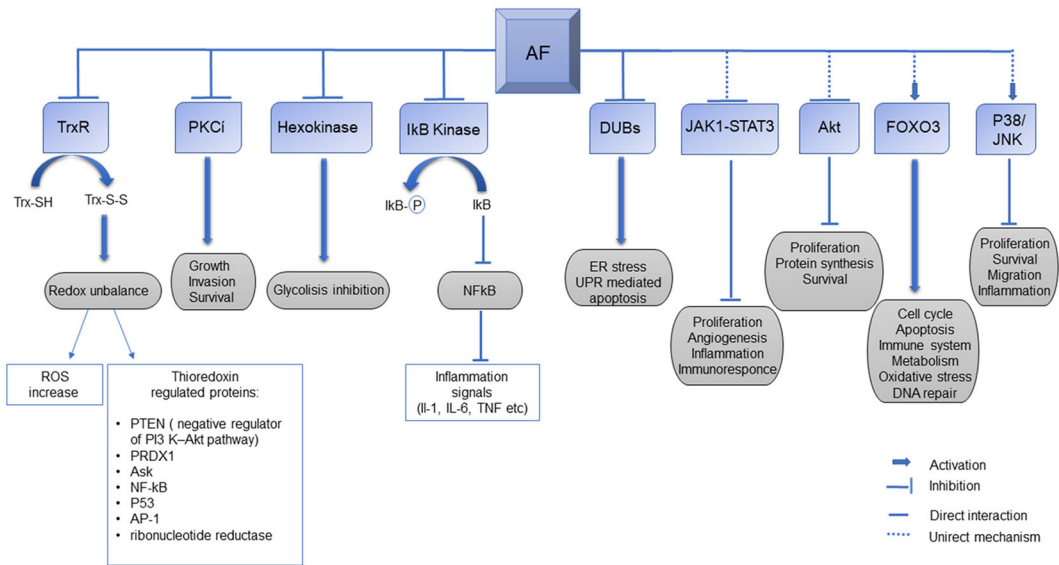 AF
TrxR
PKCί
Hexokinase
IkB Kinase
DUBs
JAK1-STAT3
Akt
FOXO3
P38/
JNK
Trx-SH
Trx-S-S
IkB-P
IkB
Redox unbalance
Growth
Invasion
Survival
Glycolisis inhibition
NFkB
ER stress
UPR mediated
apoptosis
Proliferation
Angiogenesis
Inflammation
Immunoresponce
Proliferation
Protein synthesis
Survival
Cell cycle
Apoptosis
Immune system
Metabolism
Oxidative stress
DNA repair
Proliferation
Survival
Migration
Inflammation
ROS
increase
Thioredoxin
regulated proteins:
• PTEN ( negative regulator
of PI3 K–Akt pathway)
• PRDX1
• Ask
• NF-kB
• P53
• AP-1
• ribonucleotide reductase
Inflammation
signals
(Il-1, IL-6, TNF etc)
Activation
Inhibition
Direct interaction
Unirect mechanism